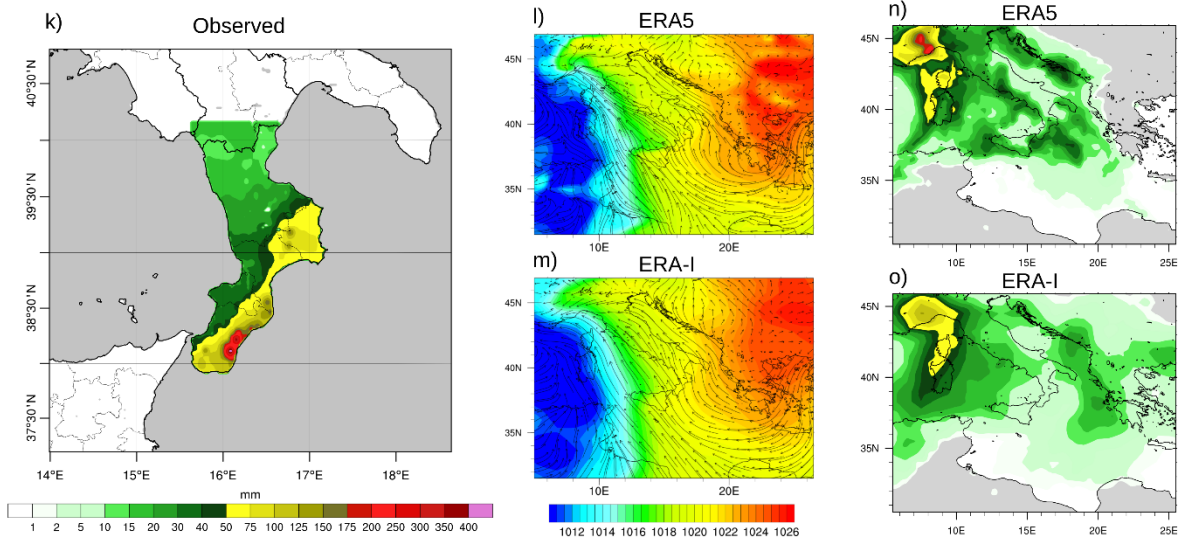 k) Observed
40°30'N
39°30'N
38°30'N
37°30'N
14°E 15°E 16°E 17°E 18°E
mm
1 2 5 10 15 20 30 40 50 75 100 125 150 175 200 250 300 350 400
l) ERA5
45N
40N
35N
10E 20E
m) ERA-I
45N
40N
35N
10E 20E
1012 1014 1016 1018 1020 1022 1024 1026
n) ERA5
45N
40N
35N
5E 10E 15E 20E 25E
o) ERA-I
45N
40N
35N
5E 10E 15E 20E 25E